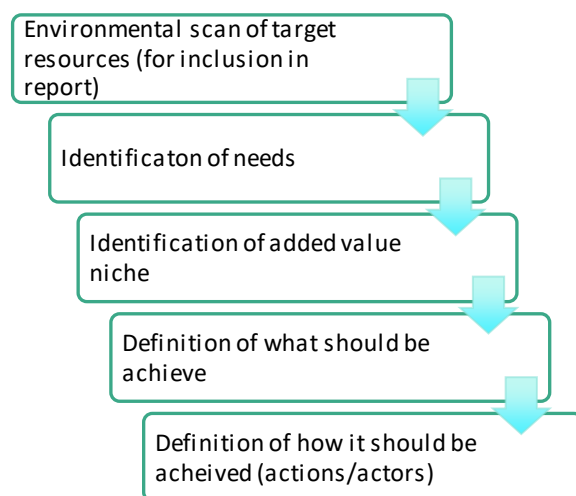 Environmental scan of target
resources (for inclusion in
report)
Identificaton of needs
Identification of added value
niche
Definition of what should be
achieve
Definition of how it should be
acheived (actions/actors)